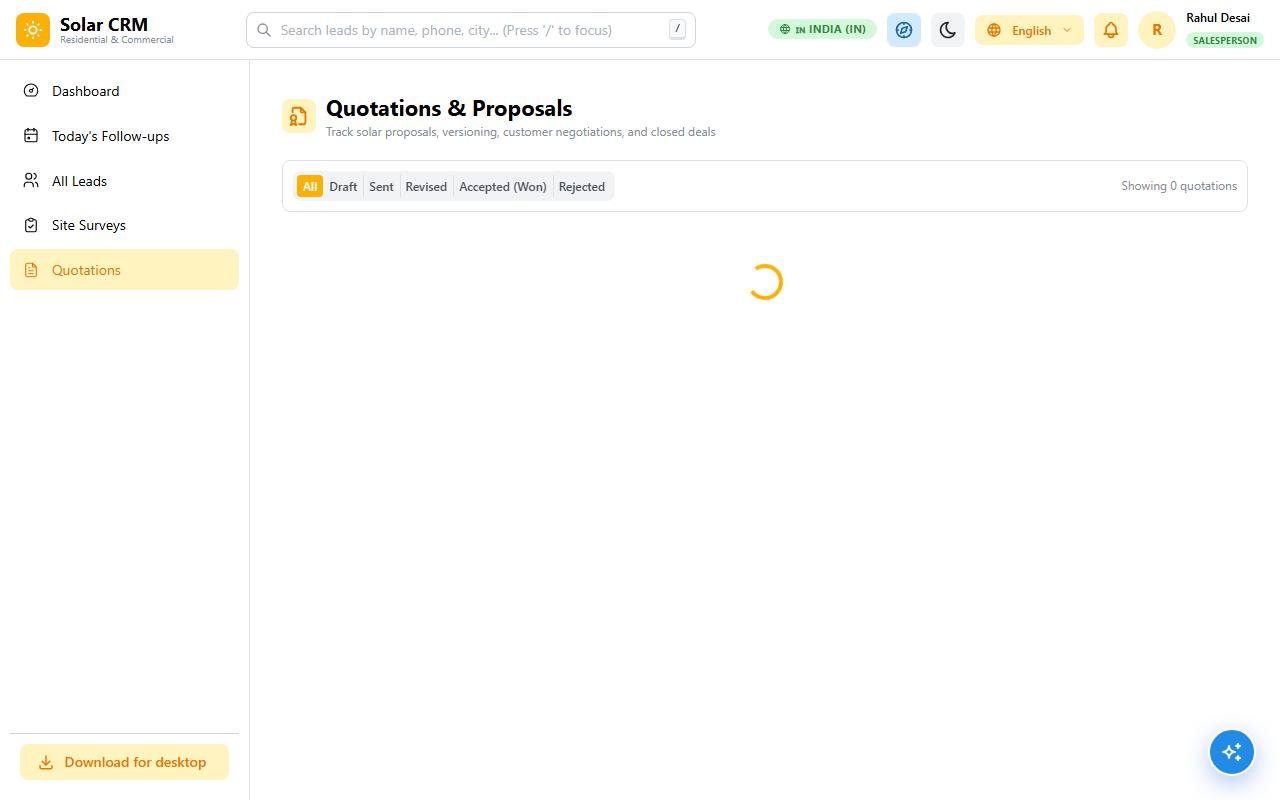 Solar CRM
Residential & Commercial
Search leads by name, phone, city... (Press '/' to focus)
/
IN INDIA (IN)
English
R
Rahul Desai
SALESPERSON
Dashboard
Today's Follow-ups
All Leads
Site Surveys
Quotations
Download for desktop
Quotations & Proposals
Track solar proposals, versioning, customer negotiations, and closed deals
All
Draft
Sent
Revised
Accepted (Won)
Rejected
Showing 0 quotations